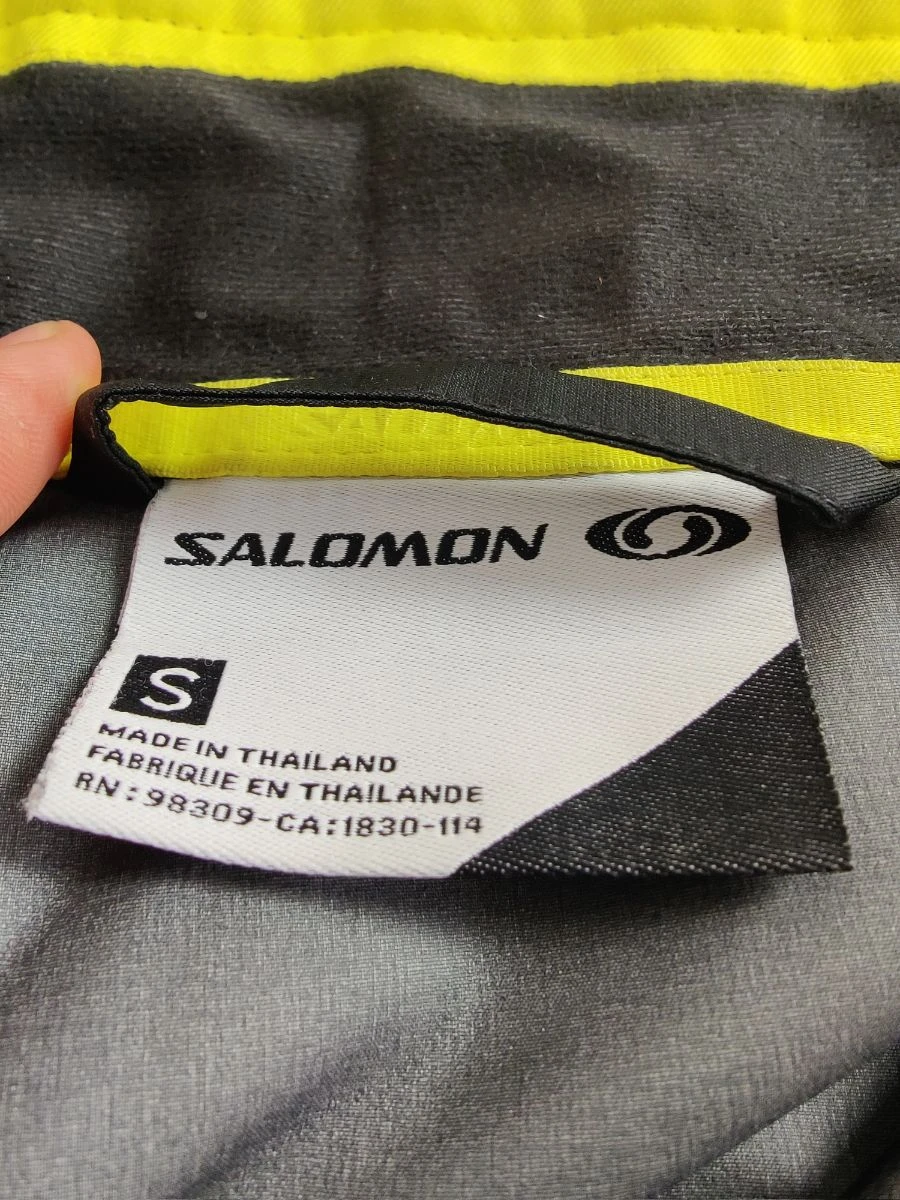 SALOMON
S
MADE IN THAILAND
FABRIQUE EN THAILANDE
RN:98309-CA:1830-114